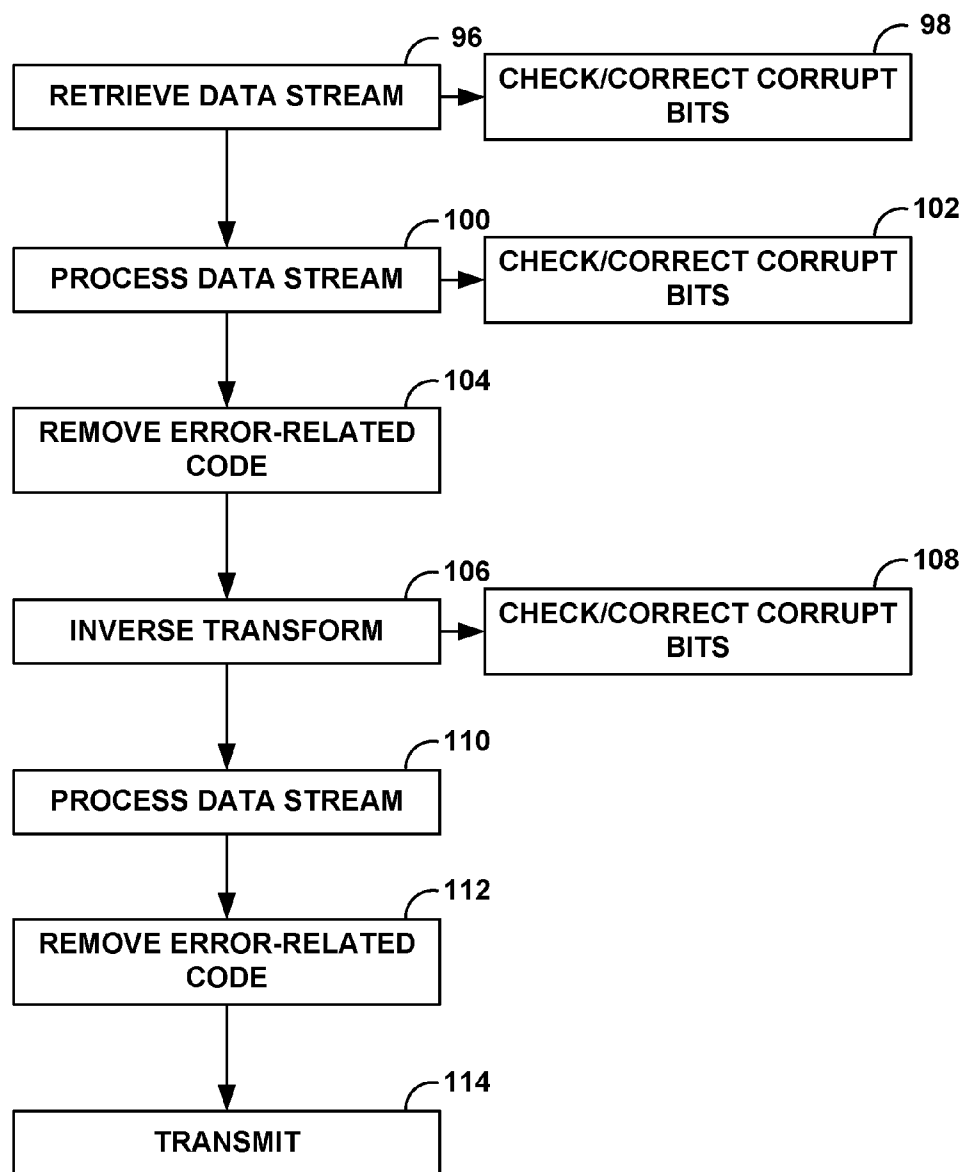 96
RETRIEVE DATA STREAM
98
CHECK/CORRECT CORRUPT
BITS
100
PROCESS DATA STREAM
102
CHECK/CORRECT CORRUPT
BITS
104
REMOVE ERROR-RELATED
CODE
106
INVERSE TRANSFORM
108
CHECK/CORRECT CORRUPT
BITS
110
PROCESS DATA STREAM
112
REMOVE ERROR-RELATED
CODE
114
TRANSMIT